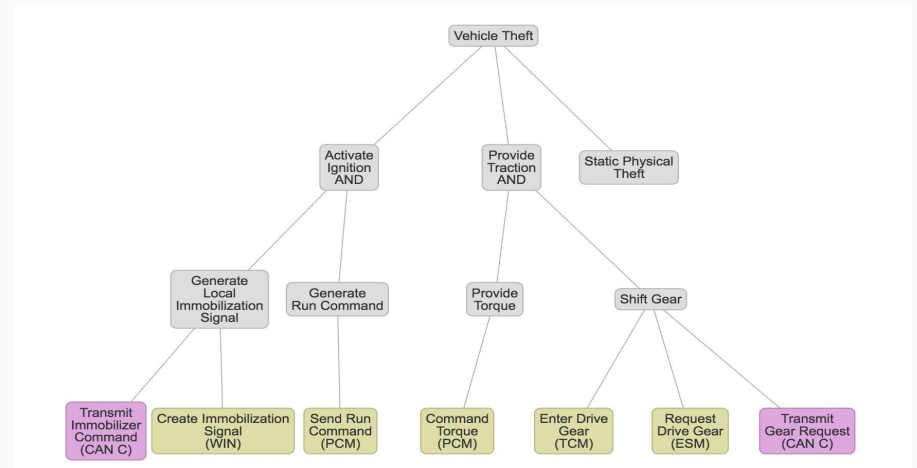 Vehicle Theft
Activate
Ignition
AND
Provide
Traction
AND
Static Physical
Theft
Generate
Local
Immobilization
Signal
Generate
Run Command
Provide
Torque
Shift Gear
Transmit
Immobilizer
Command
(CAN C)
Create Immobilization
Signal
(WIN)
Send Run
Command
(PCM)
Command
Torque
(PCM)
Enter Drive
Gear
(TCM)
Request
Drive Gear
(ESM)
Transmit
Gear Request
(CAN C)